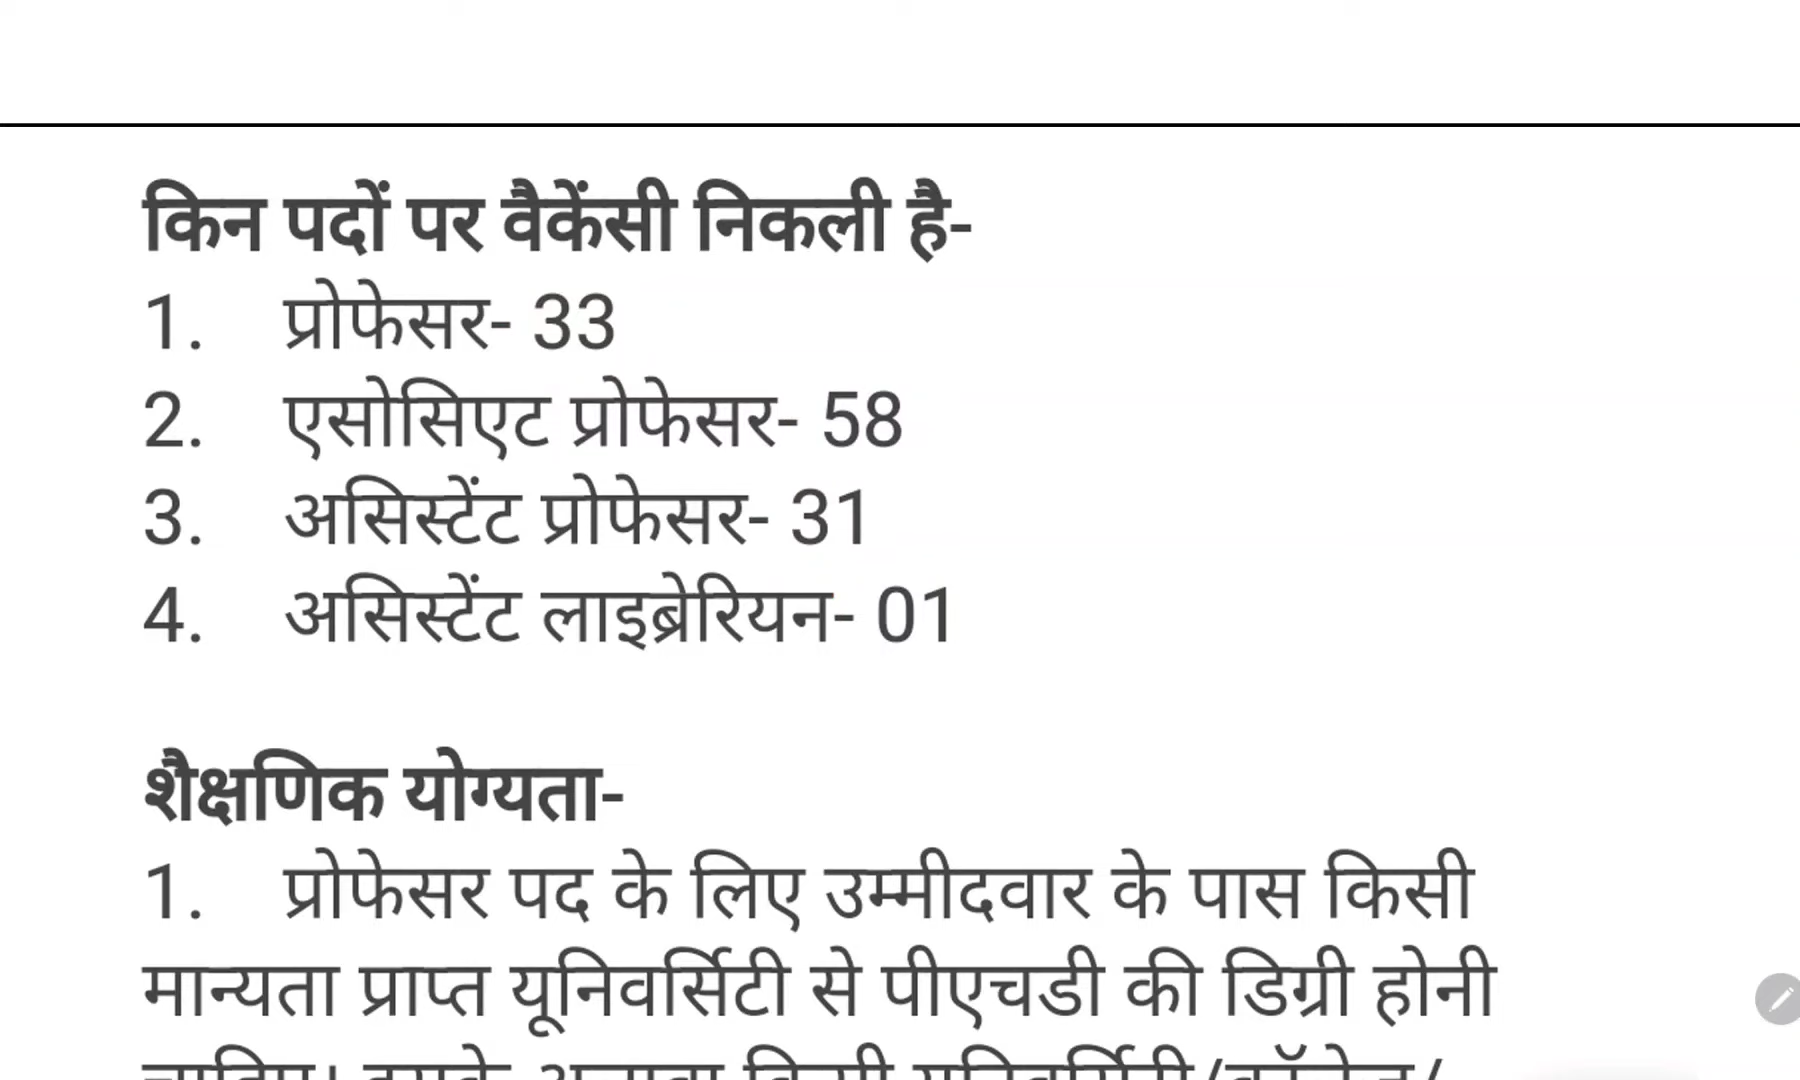 किन पदों पर वैकेंसी निकली है-
1. प्रोफेसर- 33
2. एसोसिएट प्रोफेसर- 58
3. असिस्टेंट प्रोफेसर- 31
4. असिस्टेंट लाइब्रेरियन- 01
शैक्षणिक योग्यता-
1. प्रोफेसर पद के लिए उम्मीदवार के पास किसी
मान्यता प्राप्त यूनिवर्सिटी से पीएचडी की डिग्री होनी